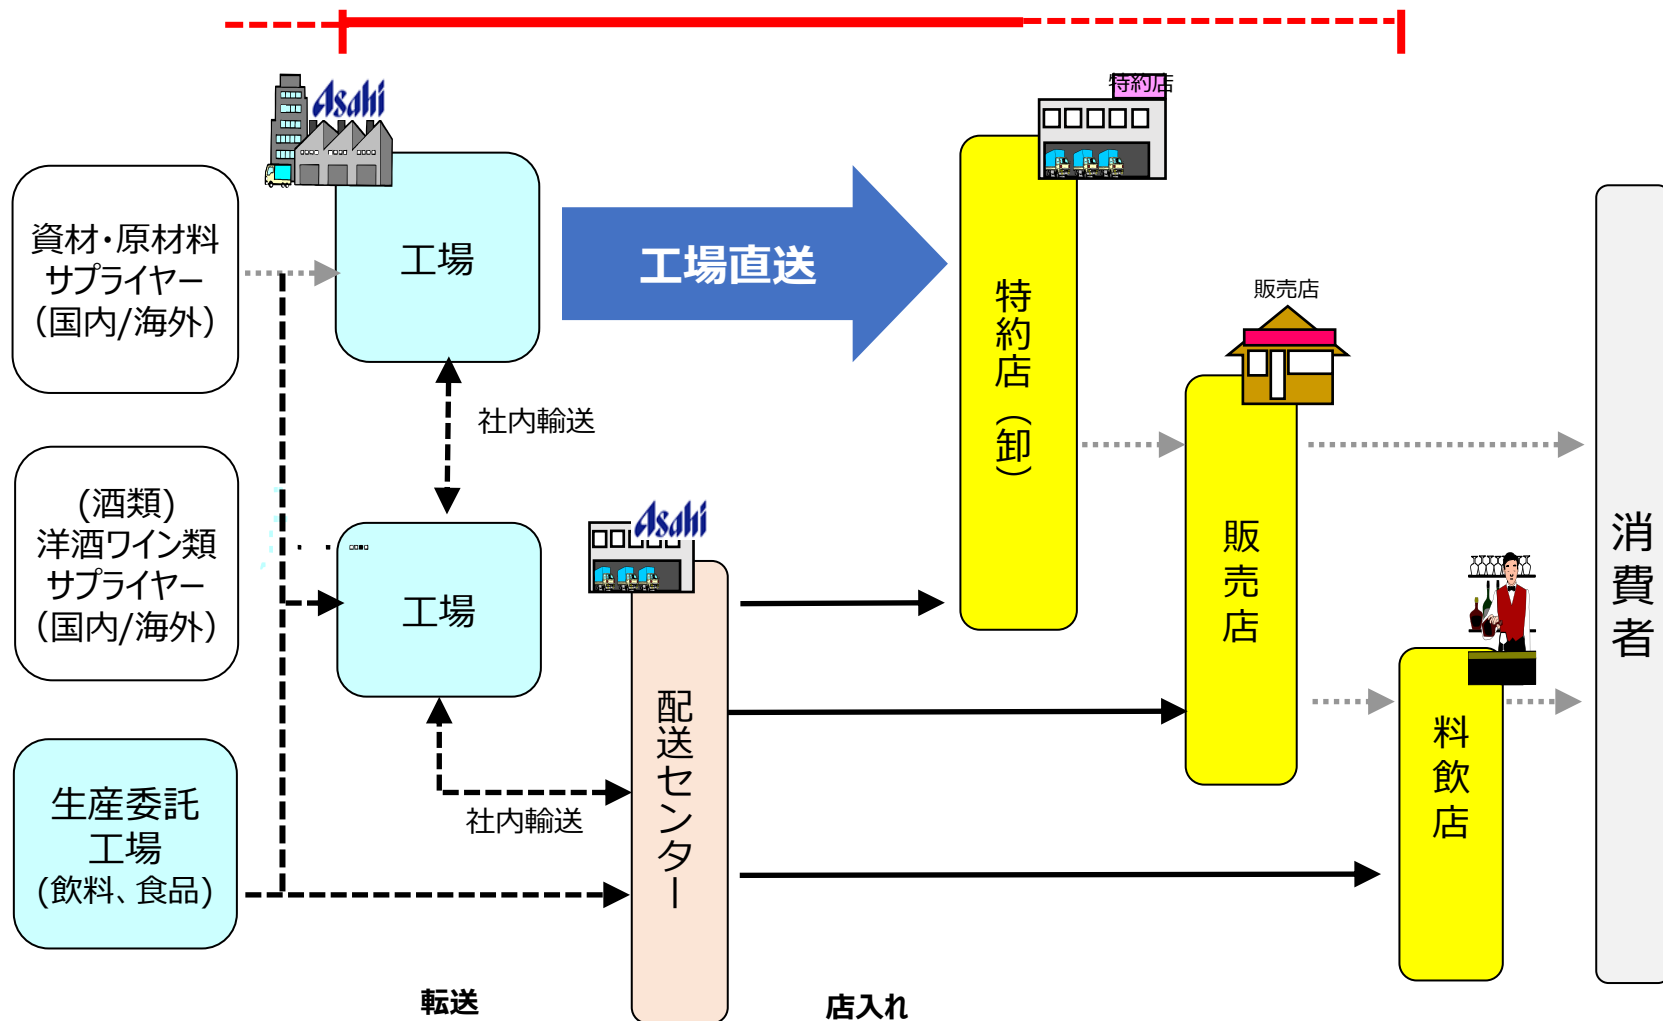 Asahi
特約店
資材・原材料
サプライヤー
（国内/海外）
工場
工場直送
特約店（卸）
販売店
社内輸送
(酒類)
洋酒ワイン類
サプライヤー
（国内/海外）
工場
Asahi
配送センター
販売店
料飲店
消費者
生産委託
工場
(飲料、食品)
社内輸送
転送
店入れ